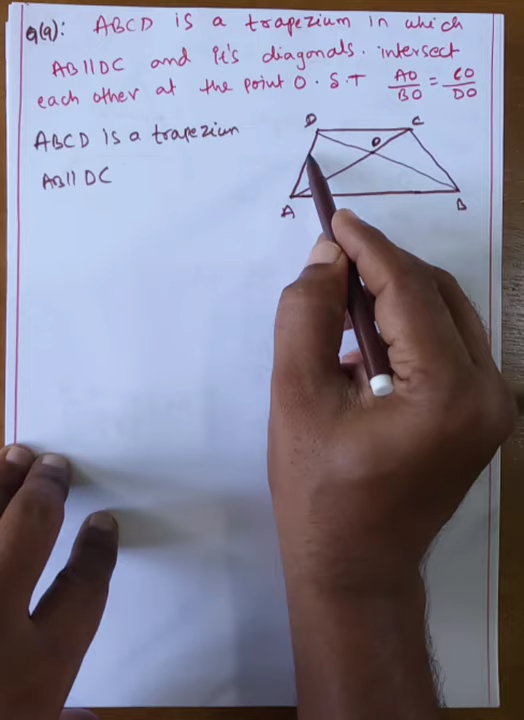 Q(9): ABCD is a trapezium in which
AB||DC and it's diagonals. intersect
each other at the point O. S.T AO/BO = CO/DO
ABCD is a trapezium
AB||DC
D C
O
A B